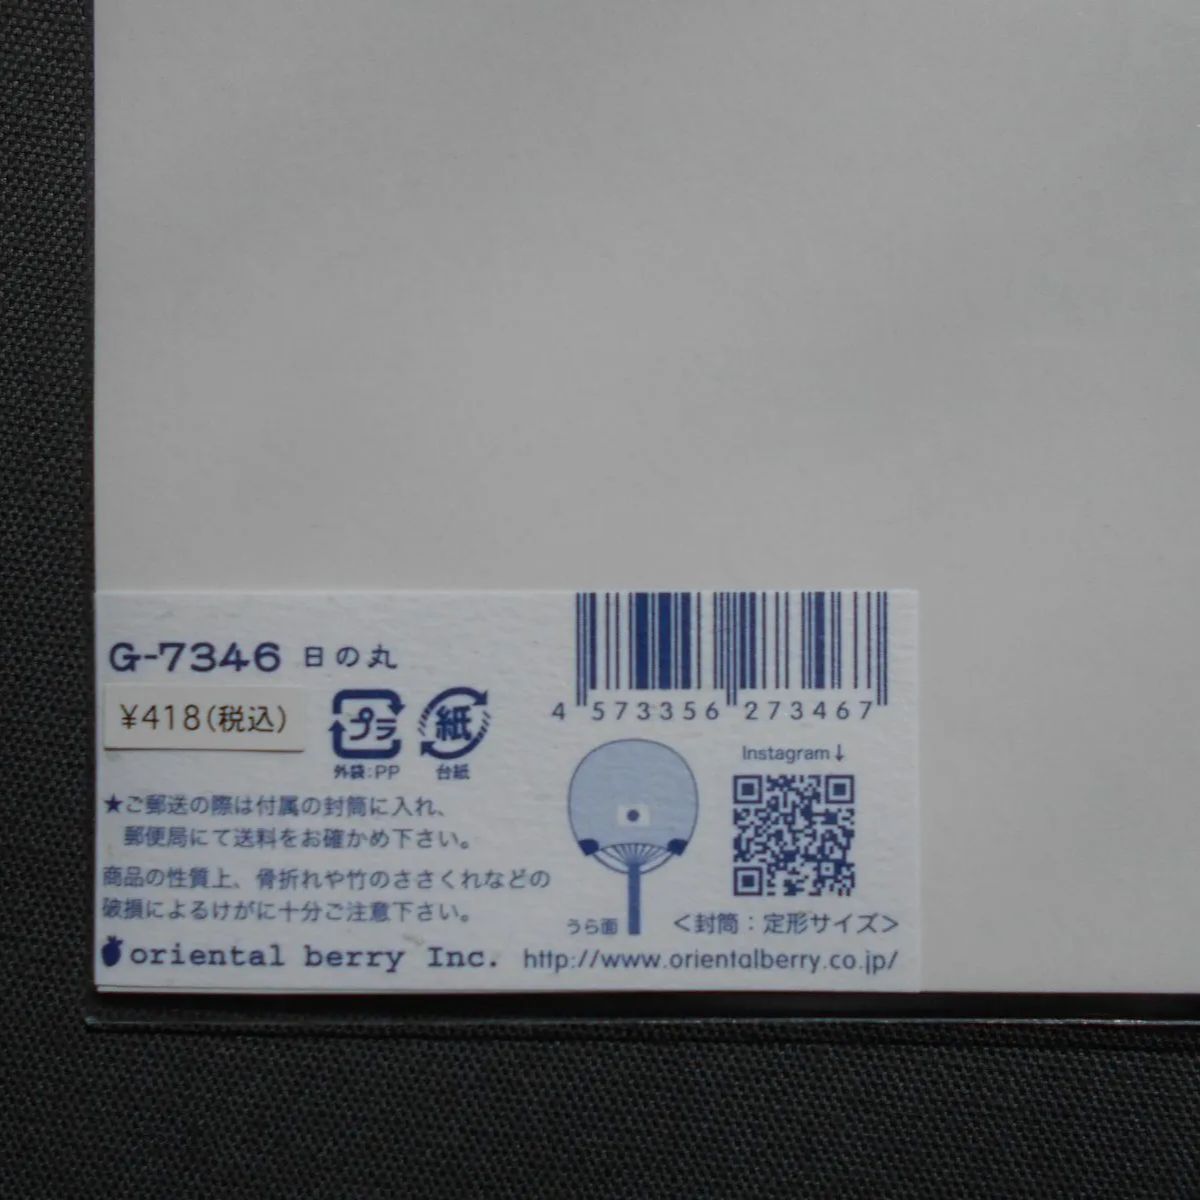 G-7346 日の丸
¥418(税込)
プラ
外袋:PP
紙
台紙
4 573356 273467
Instagram↓
★ご郵送の際は付属の封筒に入れ、
郵便局にて送料をお確かめ下さい。
商品の性質上、骨折れや竹のささくれなどの
破損によるけがに十分ご注意下さい。
うら面
<封筒:定形サイズ>
oriental berry Inc. http://www.orientalberry.co.jp/